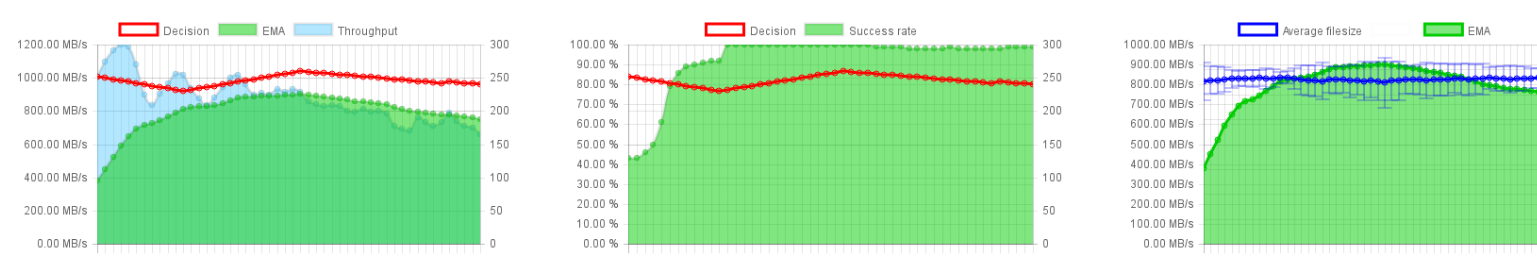 Decision EMA Throughput
1200.00 MB/s 300
1000.00 MB/s 250
800.00 MB/s 200
600.00 MB/s 150
400.00 MB/s 100
200.00 MB/s 50
0.00 MB/s 0
Decision Success rate
100.00 % 300
90.00 %
80.00 % 250
70.00 %
60.00 % 200
50.00 % 150
40.00 %
30.00 % 100
20.00 %
10.00 % 50
0.00 % 0
Average filesize EMA
1000.00 MB/s
900.00 MB/s
800.00 MB/s
700.00 MB/s
600.00 MB/s
500.00 MB/s
400.00 MB/s
300.00 MB/s
200.00 MB/s
100.00 MB/s
0.00 MB/s